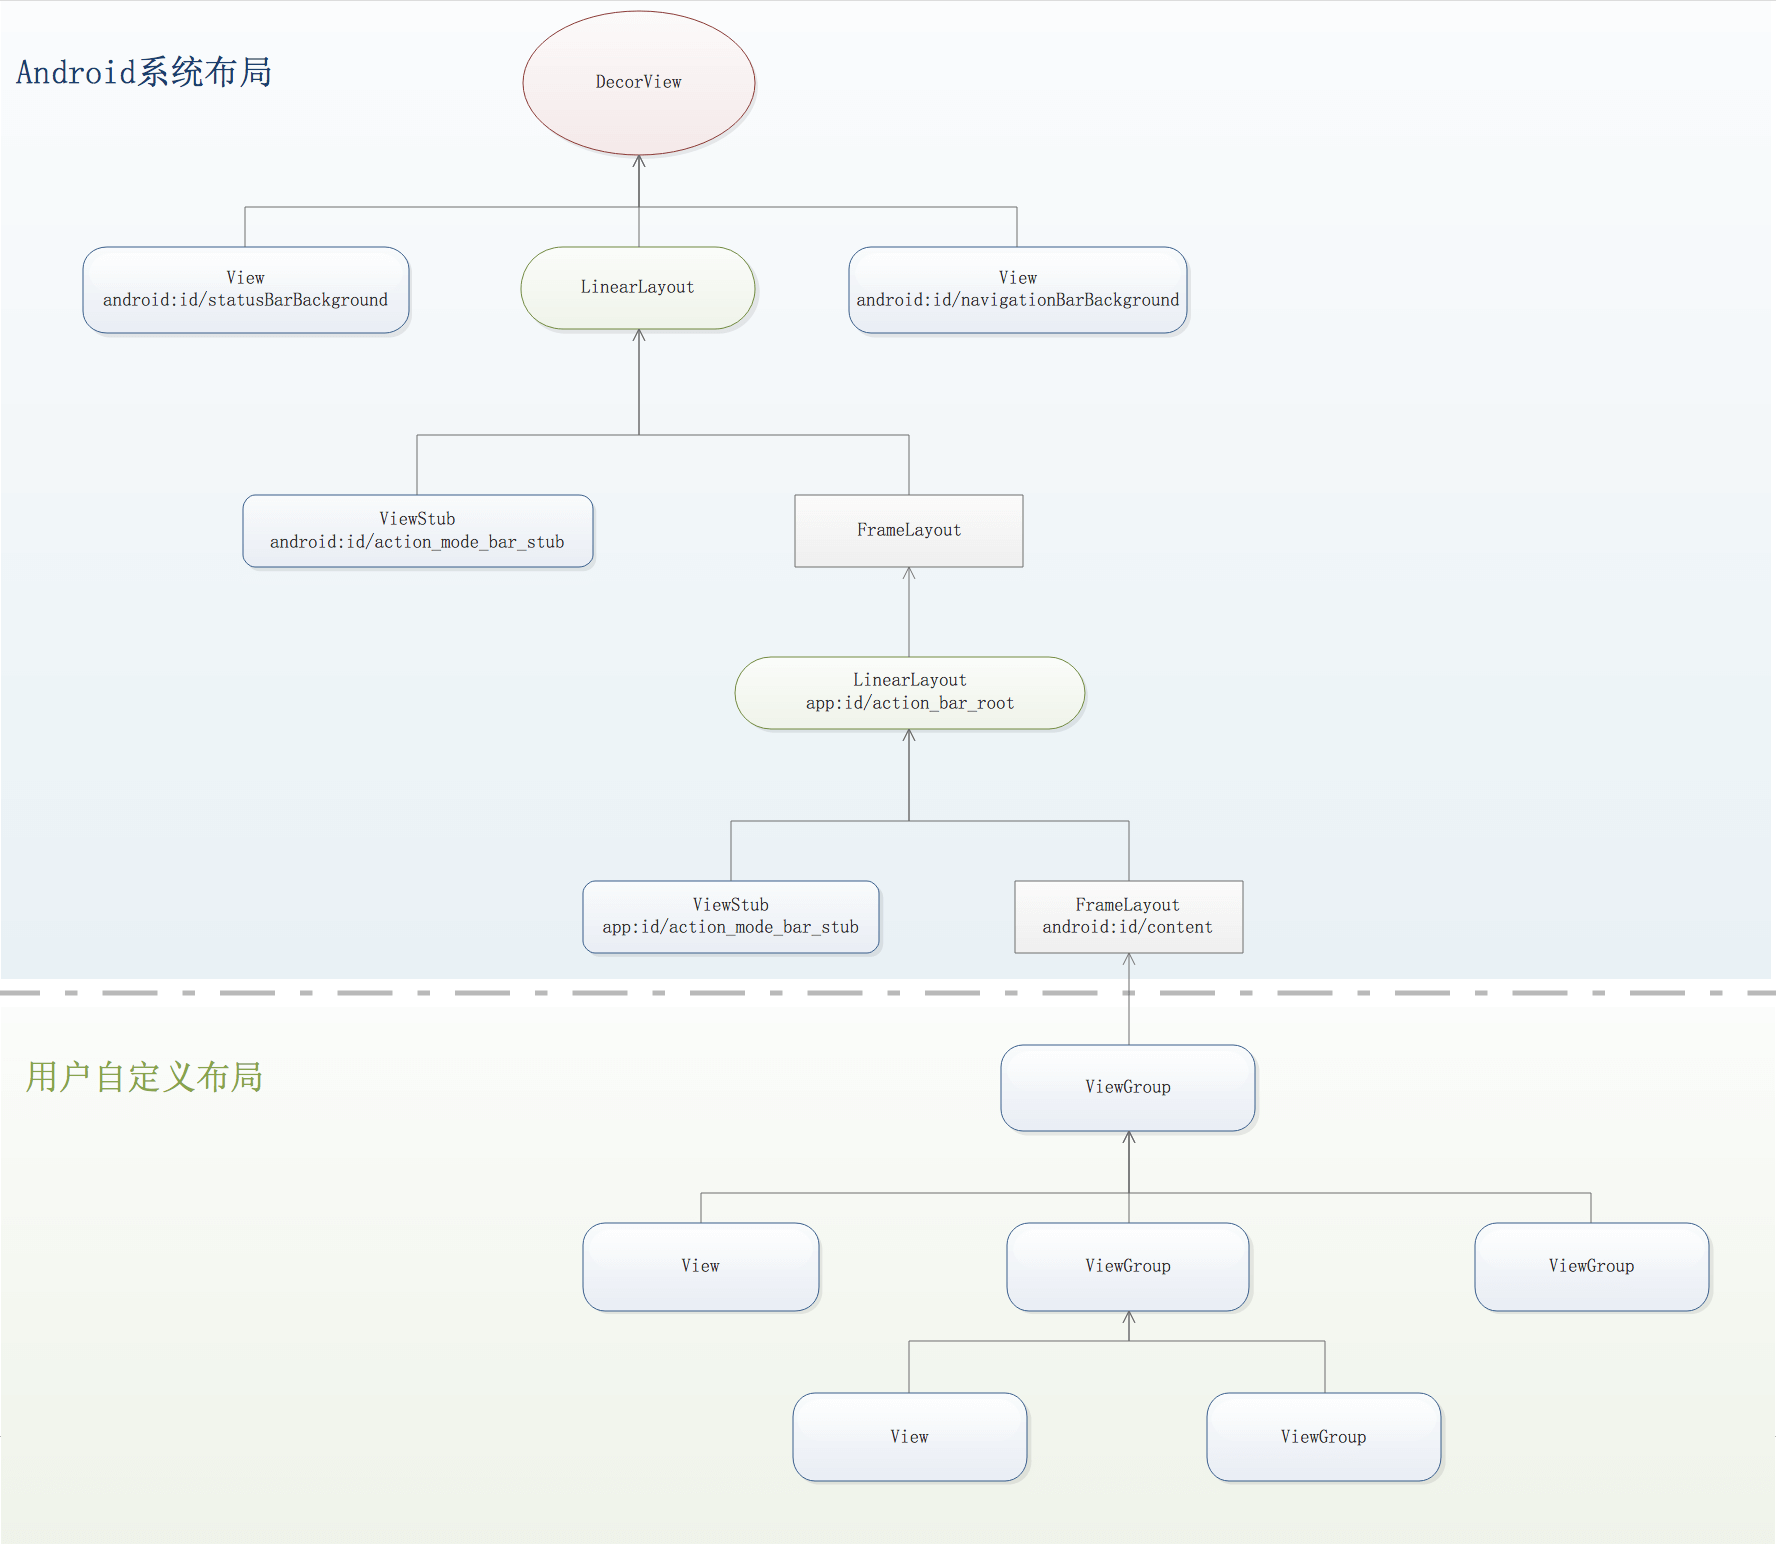 Android系统布局
DecorView
View
android:id/statusBarBackground
LinearLayout
View
android:id/navigationBarBackground
ViewStub
android:id/action_mode_bar_stub
FrameLayout
LinearLayout
app:id/action_bar_root
ViewStub
app:id/action_mode_bar_stub
FrameLayout
android:id/content
用户自定义布局
ViewGroup
View
ViewGroup
ViewGroup
View
ViewGroup